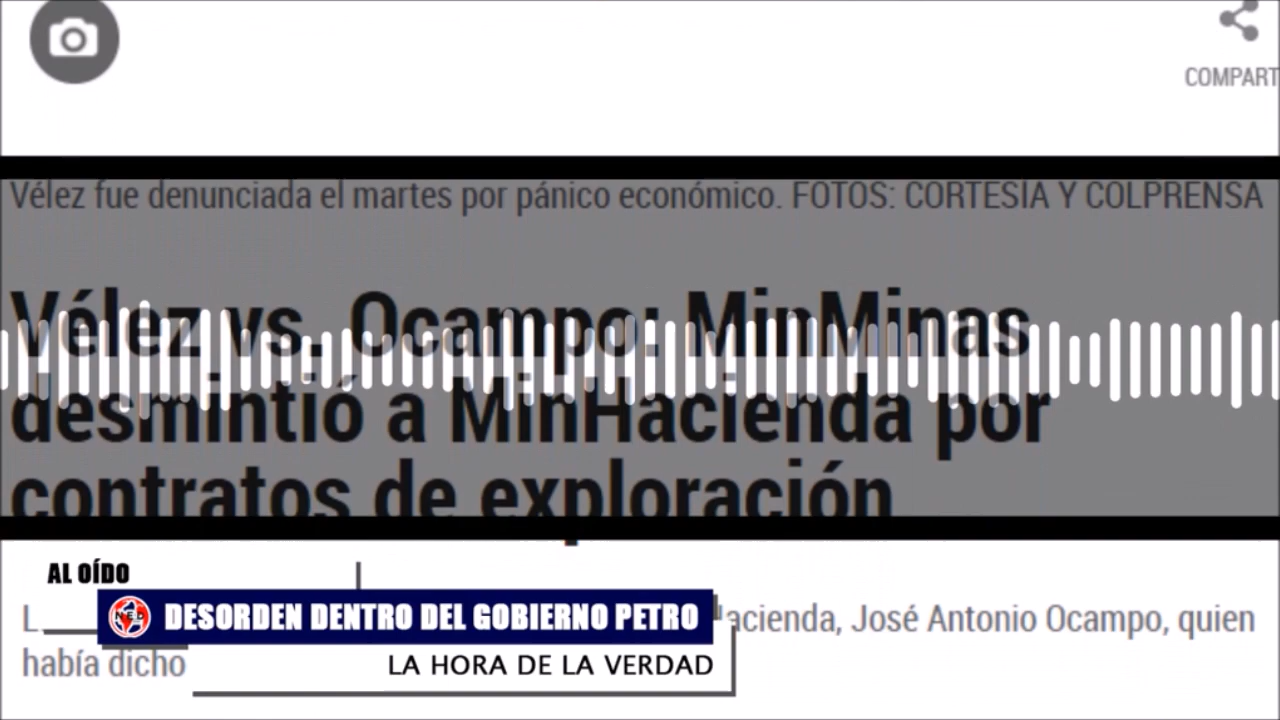 COMPART
Vélez fue denunciada el martes por pánico económico. FOTOS: CORTESÍA Y COLPRENSA
Vélez vs. Ocampo: MinMinas
desmintió a MinHacienda por
contratos de exploración
AL OÍDO
DESORDEN DENTRO DEL GOBIERNO PETRO
L acienda, José Antonio Ocampo, quien
había dicho
LA HORA DE LA VERDAD